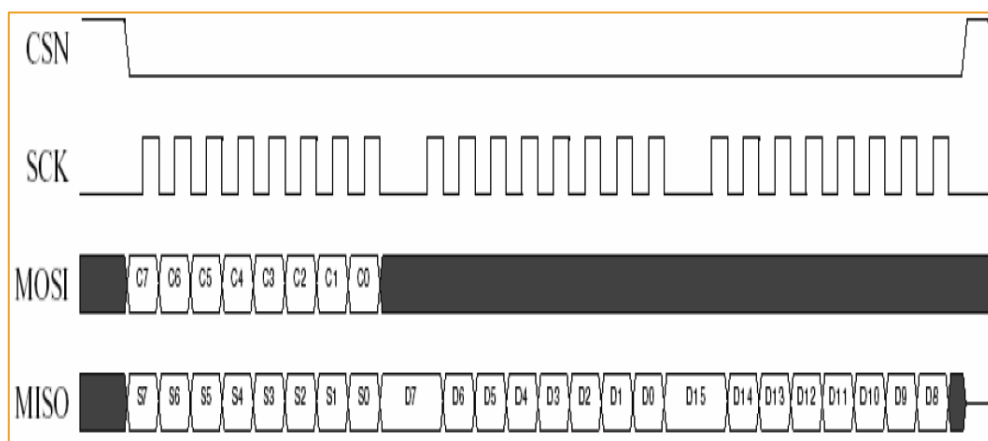 CSN
SCK
MOSI C7 C6 C5 C4 C3 C2 C1 C0
MISO S7 S6 S5 S4 S3 S2 S1 S0 D7 D6 D5 D4 D3 D2 D1 D0 D15 D14 D13 D12 D11 D10 D9 D8